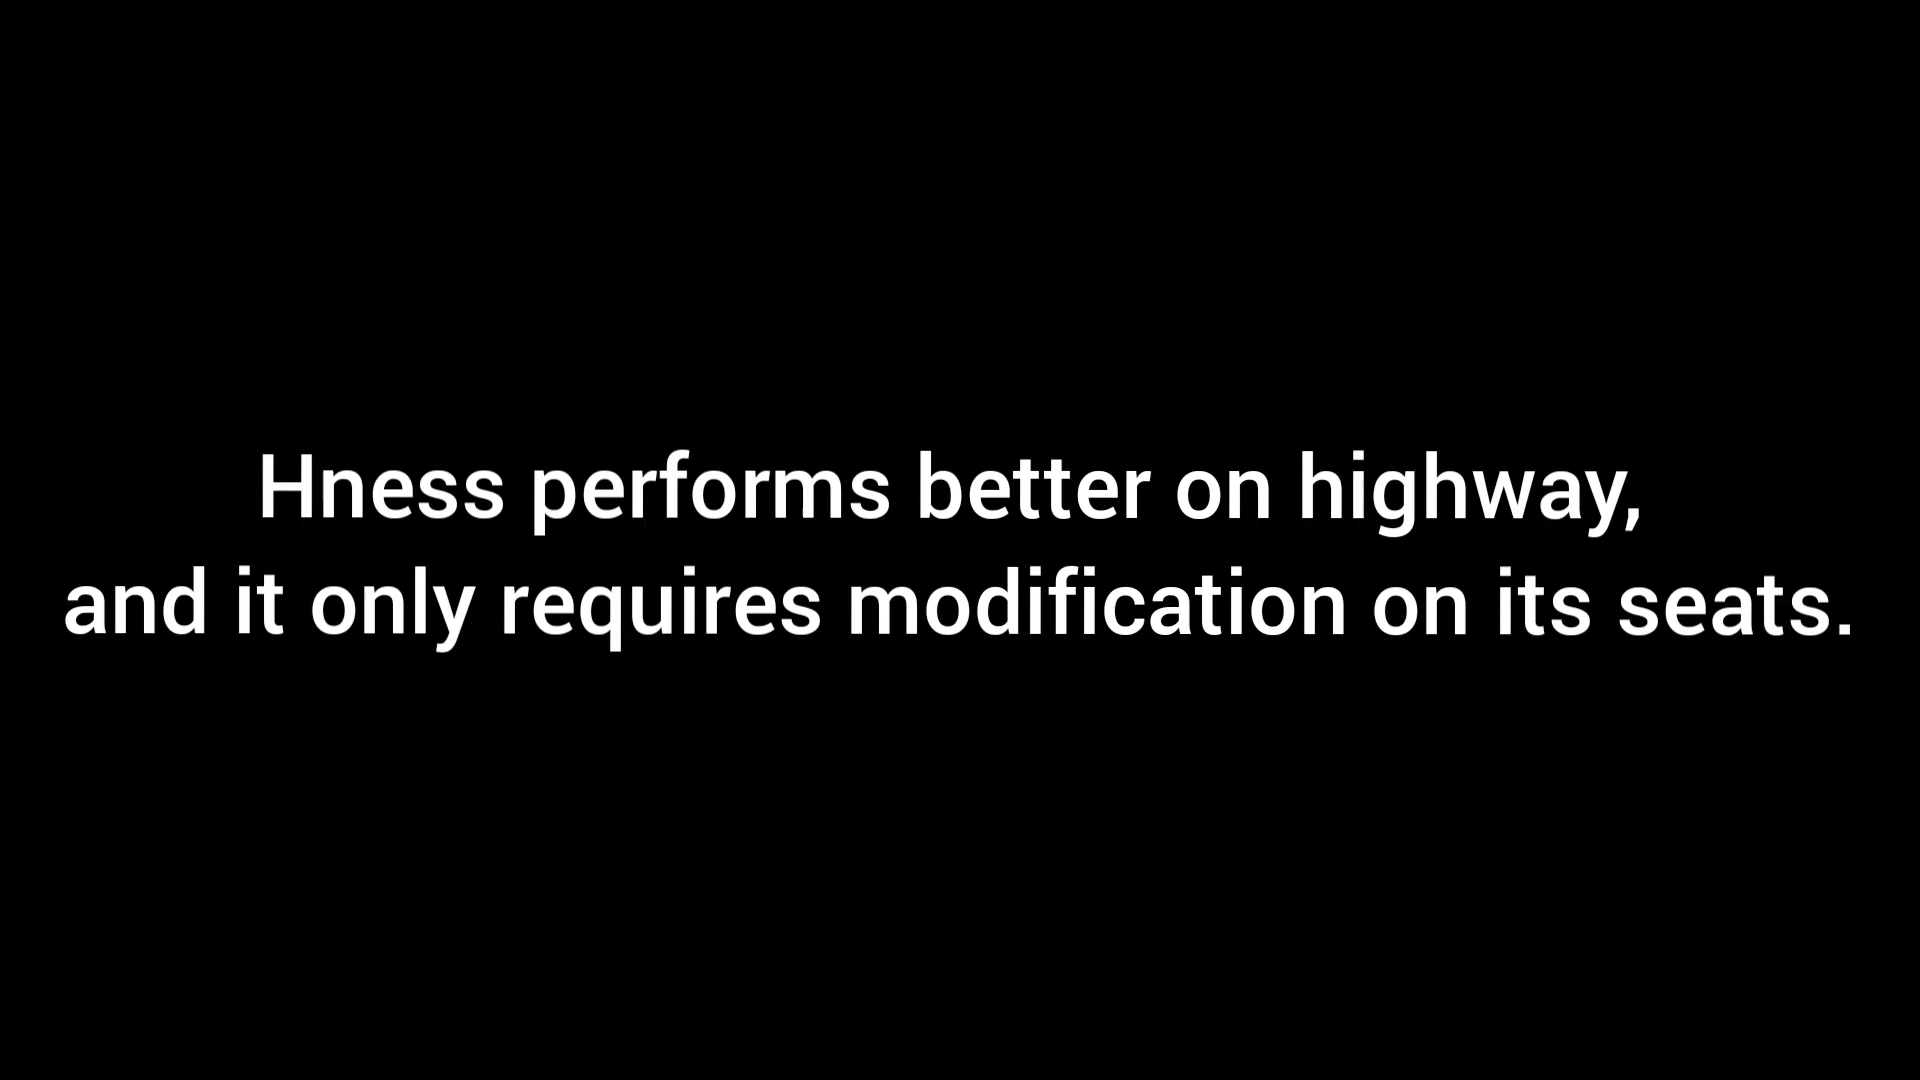 Hness performs better on highway,
and it only requires modification on its seats.